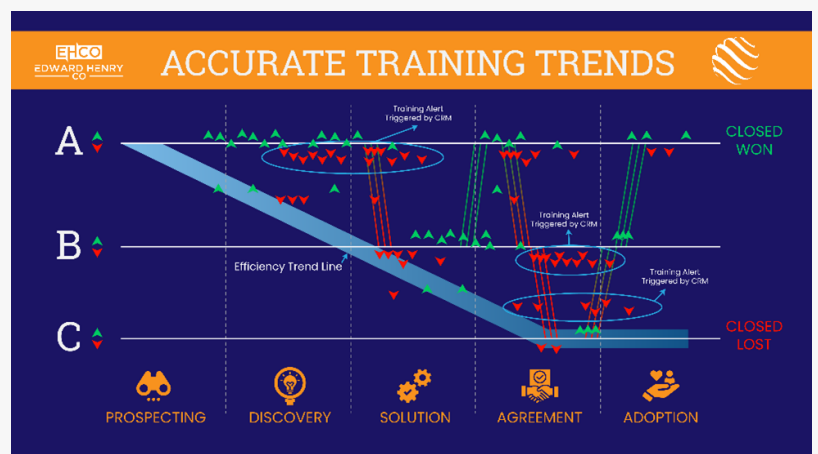 EHCO
EDWARD HENRY
CO
ACCURATE TRAINING TRENDS
Training Alert
Triggered by CRM
A
CLOSED
WON
Training Alert
Triggered by CRM
B
Efficiency Trend Line
Training Alert
Triggered by CRM
C
CLOSED
LOST
PROSPECTING
DISCOVERY
SOLUTION
AGREEMENT
ADOPTION